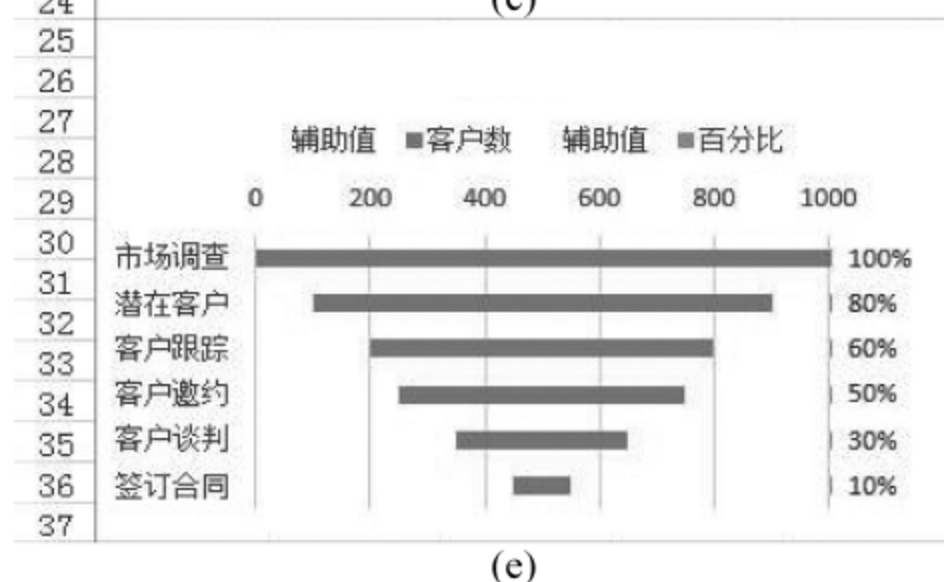 24
(c)
25
26
27
28
29
30
31
32
33
34
35
36
37
辅助值 客户数 辅助值 百分比
0 200 400 600 800 1000
市场调查 100%
潜在客户 80%
客户跟踪 60%
客户邀约 50%
客户谈判 30%
签订合同 10%
(e)